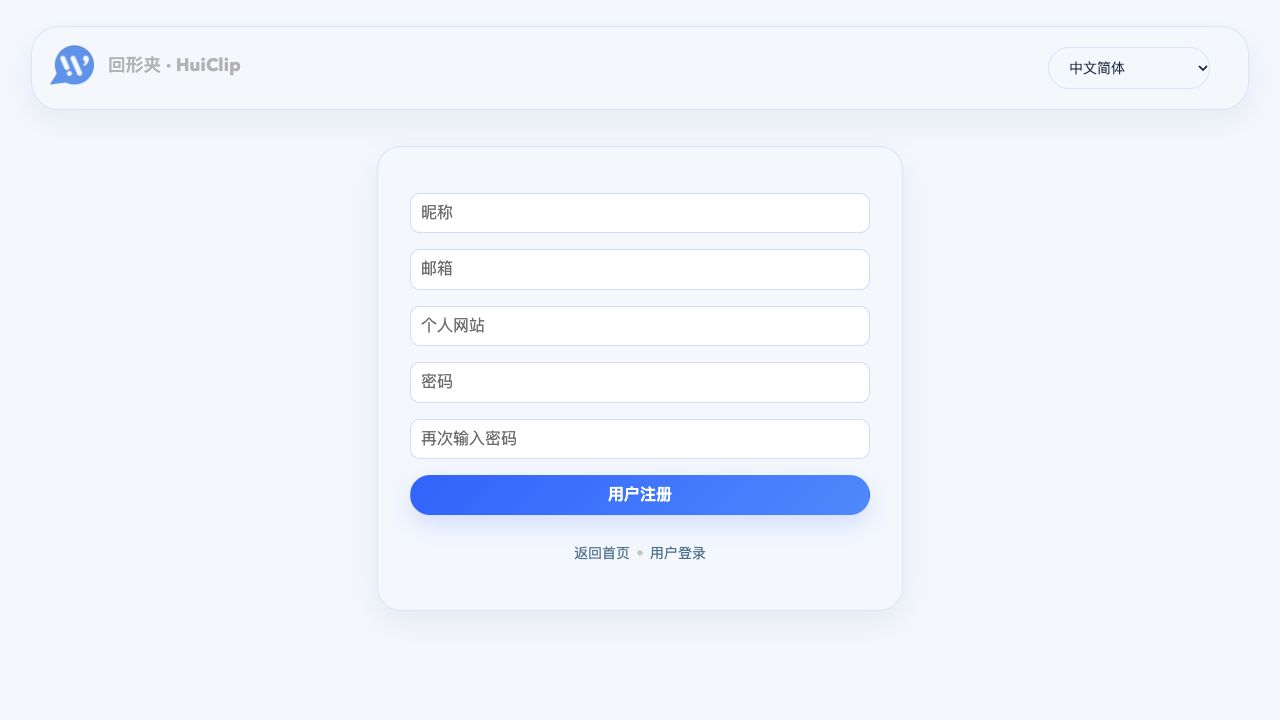 回形夹 · HuiClip
中文简体
昵称
邮箱
个人网站
密码
再次输入密码
用户注册
返回首页 • 用户登录